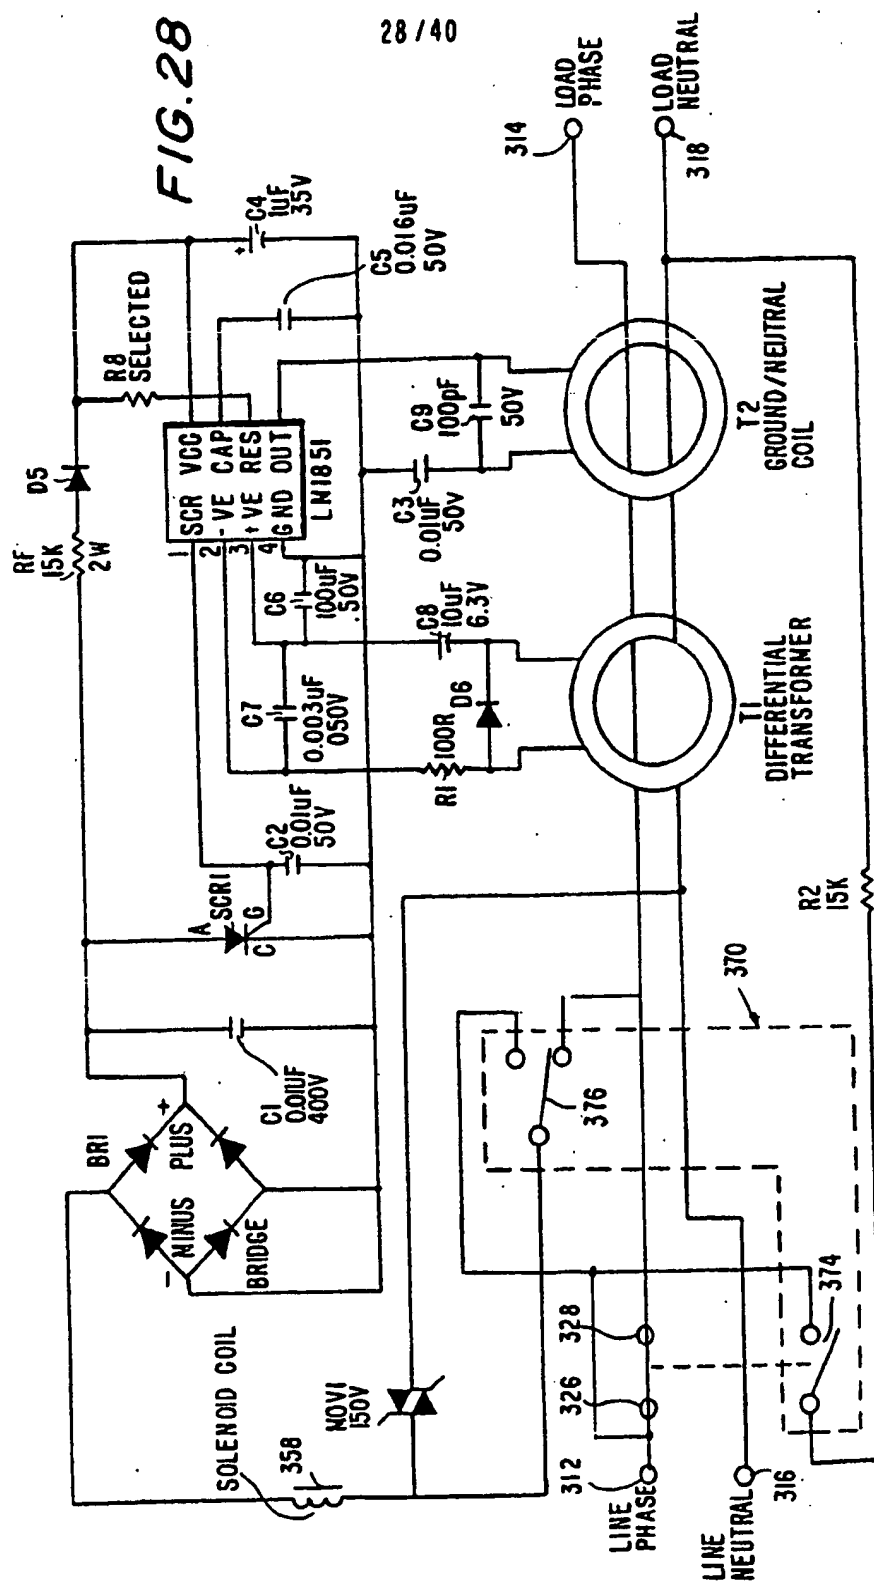 28/40
FIG.28
RF
15K
2W
D5
R8
SELECTED
C4
1uF
35V
C5
0.016uF
50V
1
2
3
4
SCR VCC
-VE CAP
+VE RES
GND OUT
LN1851
C6
100uF
.50V
C7
0.003uF
050V
C8
10uF
6.3V
C3
0.01uF
50V
C9
100pF
50V
D6
R1
100R
A
SCR1
C
G
C2
0.01uF
50V
C1
0.01UF
400V
BR1
+
PLUS
MINUS
-
BRIDGE
SOLENOID COIL
358
MOV1
150V
T1
DIFFERENTIAL
TRANSFORMER
T2
GROUND/NEUTRAL
COIL
314
LOAD
PHASE
318
LOAD
NEUTRAL
370
376
374
R2
15K
326
328
312
LINE
PHASE
316
LINE
NEUTRAL